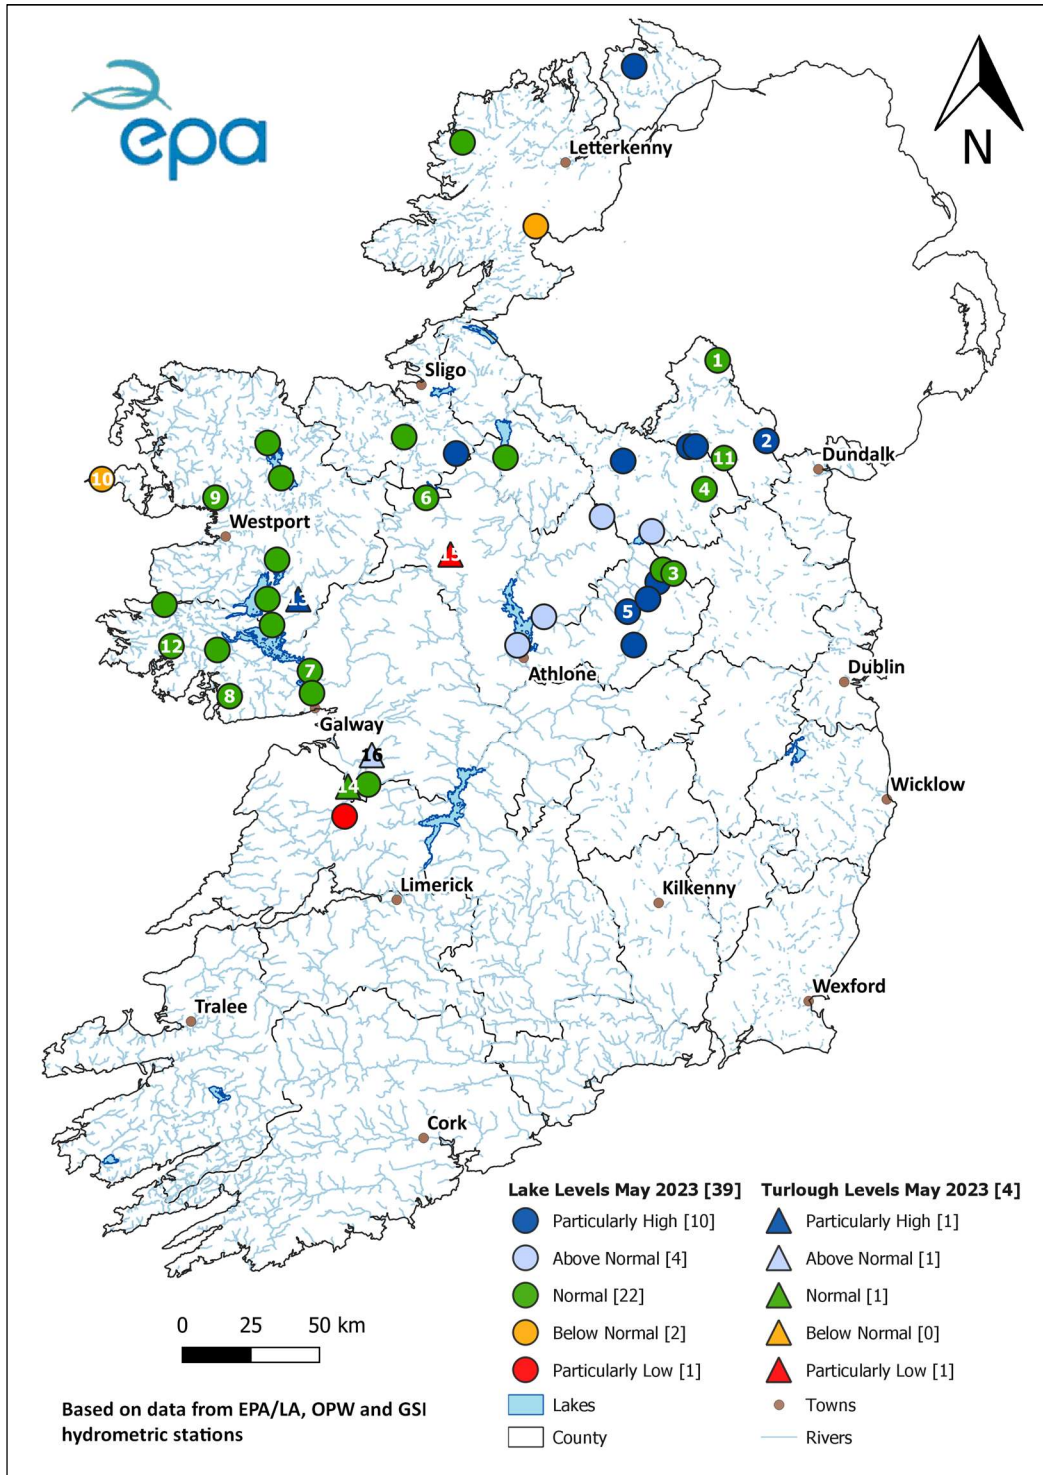 epa
N
Letterkenny
1
Sligo
2
11
Dundalk
10
4
9
6
Westport
15
3
13
5
12
Athlone
Dublin
7
8
Galway
16
14
Wicklow
Limerick
Kilkenny
Wexford
Tralee
Cork
Lake Levels May 2023 [39]
Particularly High [10]
Above Normal [4]
Normal [22]
Below Normal [2]
Particularly Low [1]
Lakes
County
Turlough Levels May 2023 [4]
Particularly High [1]
Above Normal [1]
Normal [1]
Below Normal [0]
Particularly Low [1]
Towns
Rivers
0 25 50 km
Based on data from EPA/LA, OPW and GSI
hydrometric stations